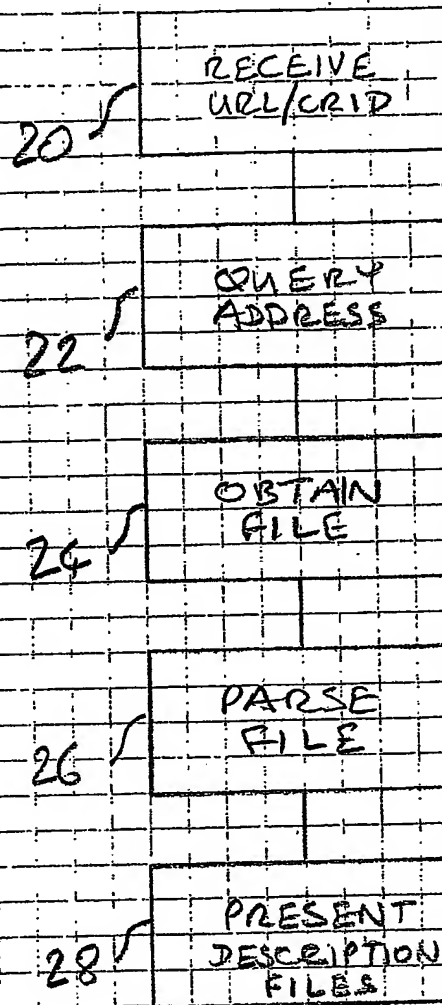 RECEIVE
URL/CRID
20
QUERY
ADDRESS
22
OBTAIN
FILE
24
PARSE
FILE
26
PRESENT
DESCRIPTION
FILES
28